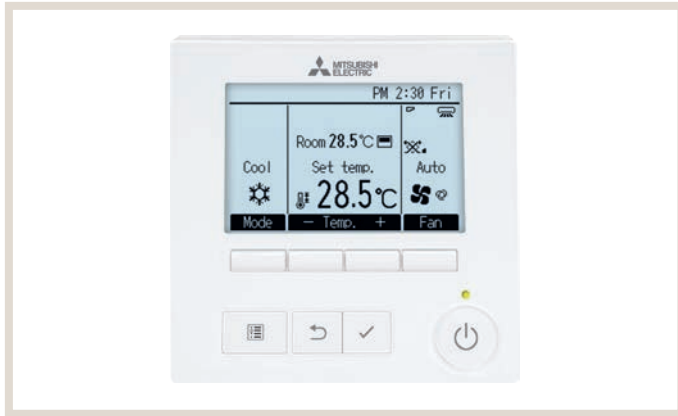 MITSUBISHI
ELECTRIC
PM 2:30 Fri
Room 28.5℃
Cool
Set temp.
Auto
28.5℃
Mode
− Temp. +
Fan